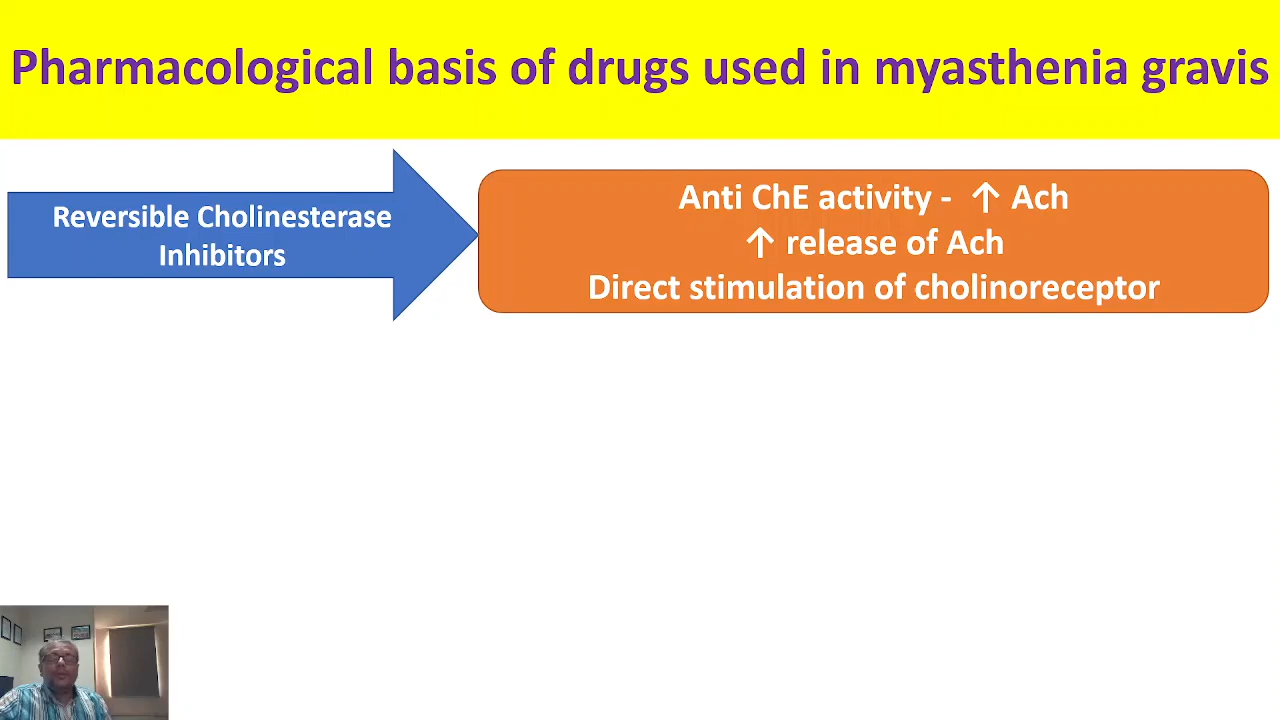 Pharmacological basis of drugs used in myasthenia gravis
Reversible Cholinesterase
Inhibitors
Anti ChE activity - ↑ Ach
↑ release of Ach
Direct stimulation of cholinoreceptor